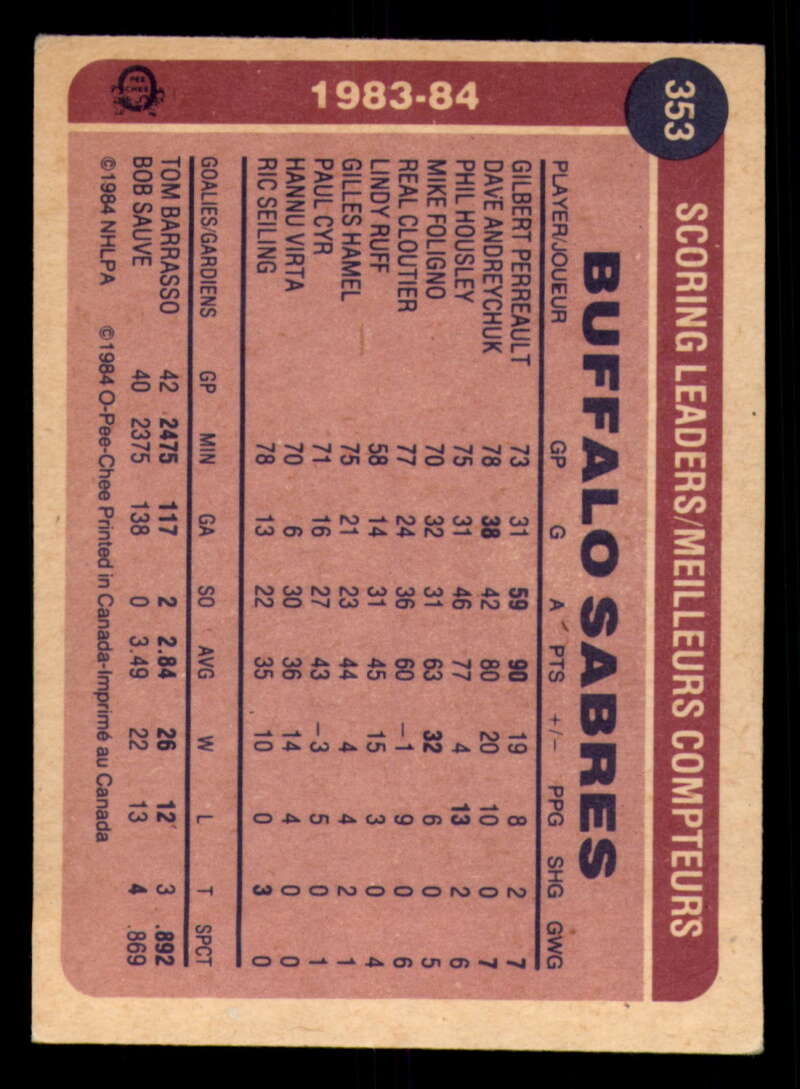 353
SCORING LEADERS/MEILLEURS COMPTEURS
1983-84
BUFFALO SABRES
PLAYER/JOUEUR GP G A PTS +/- PPG SHG GWG
GILBERT PERREAULT 73 31 59 90 19 8 2 7
DAVE ANDREYCHUK 78 38 42 80 20 10 0 7
PHIL HOUSLEY 75 31 46 77 4 13 2 6
MIKE FOLIGNO 70 32 31 63 32 6 0 5
REAL CLOUTIER 77 24 36 60 -1 9 0 6
LINDY RUFF 58 14 31 45 15 3 0 4
GILLES HAMEL 75 21 23 44 4 4 2 1
PAUL CYR 71 16 27 43 -3 5 0 1
HANNU VIRTA 70 6 30 36 14 4 0 0
RIC SEILING 78 13 22 35 10 0 3 0
GOALIES/GARDIENS GP MIN GA SO AVG W L T SPCT
TOM BARRASSO 42 2475 117 2 2.84 26 12 3 .892
BOB SAUVE 40 2375 138 0 3.49 22 13 4 .869
©1984 NHLPA ©1984 O-Pee-Chee Printed in Canada-Imprimé au Canada
PEE
CHEE